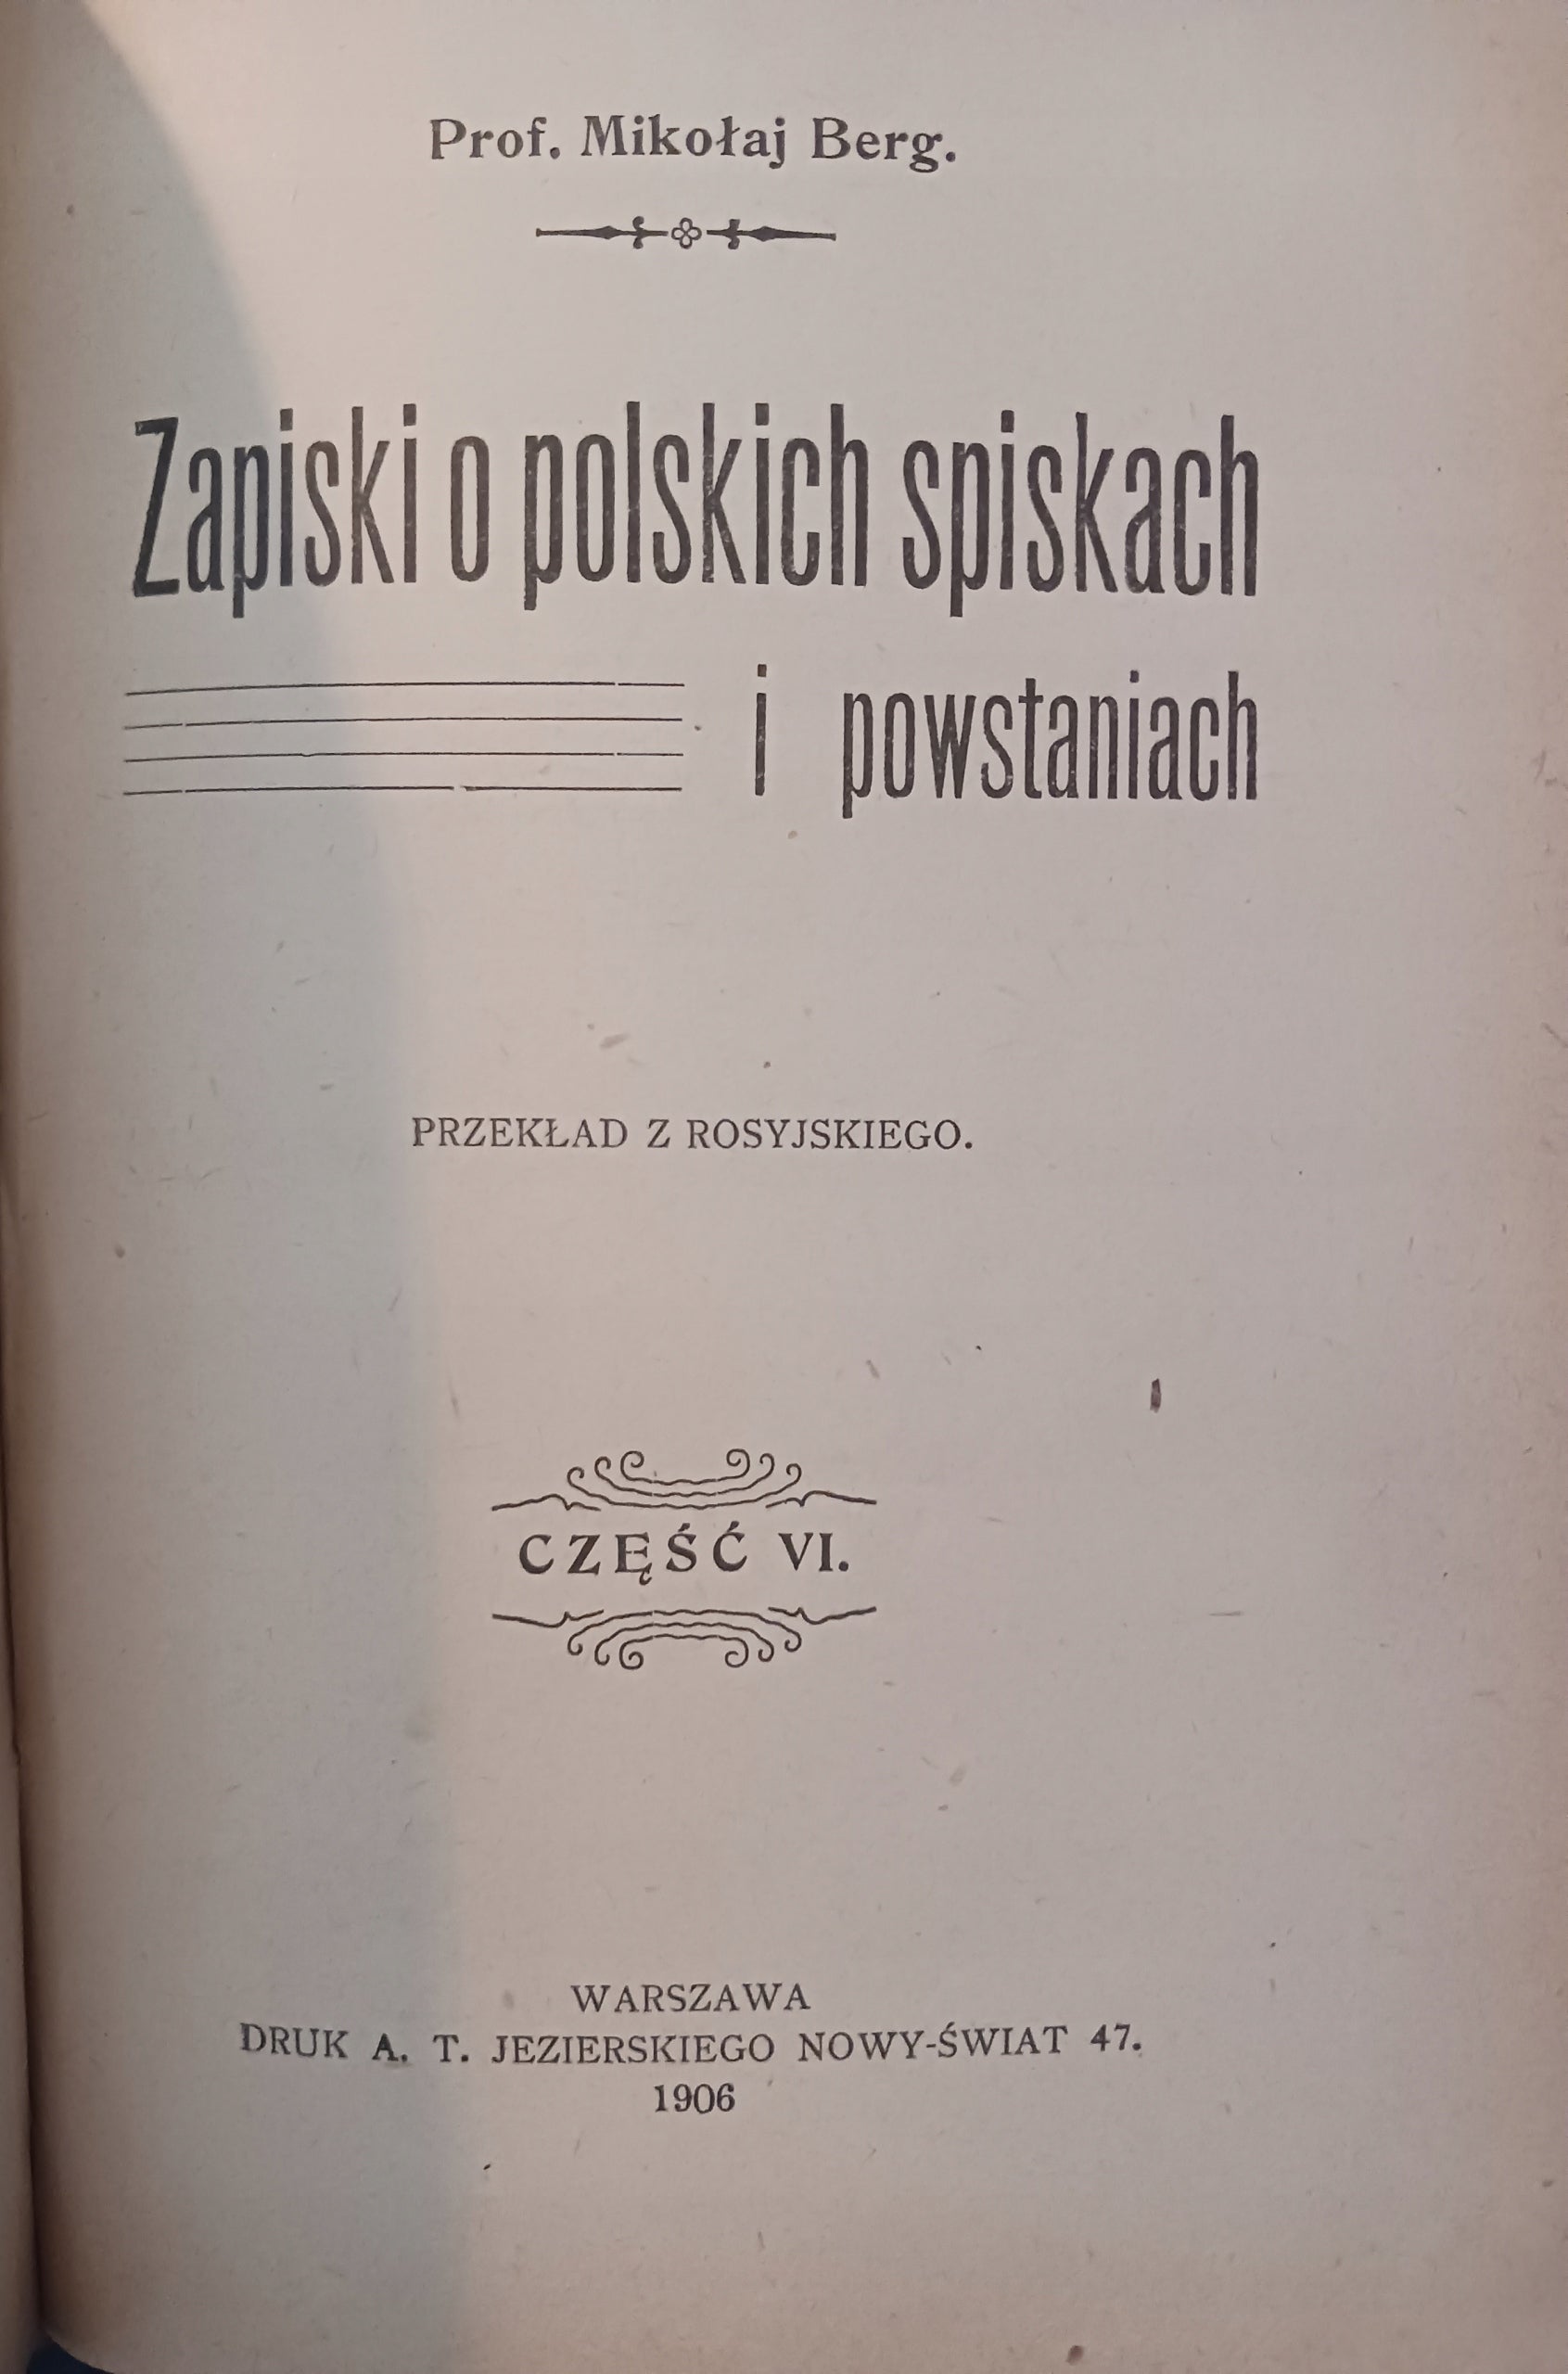 Prof. Mikołaj Berg.
Zapiski o polskich spiskach
i powstaniach
PRZEKŁAD Z ROSYJSKIEGO.
CZĘŚĆ VI.
WARSZAWA
DRUK A. T. JEZIERSKIEGO NOWY-ŚWIAT 47.
1906